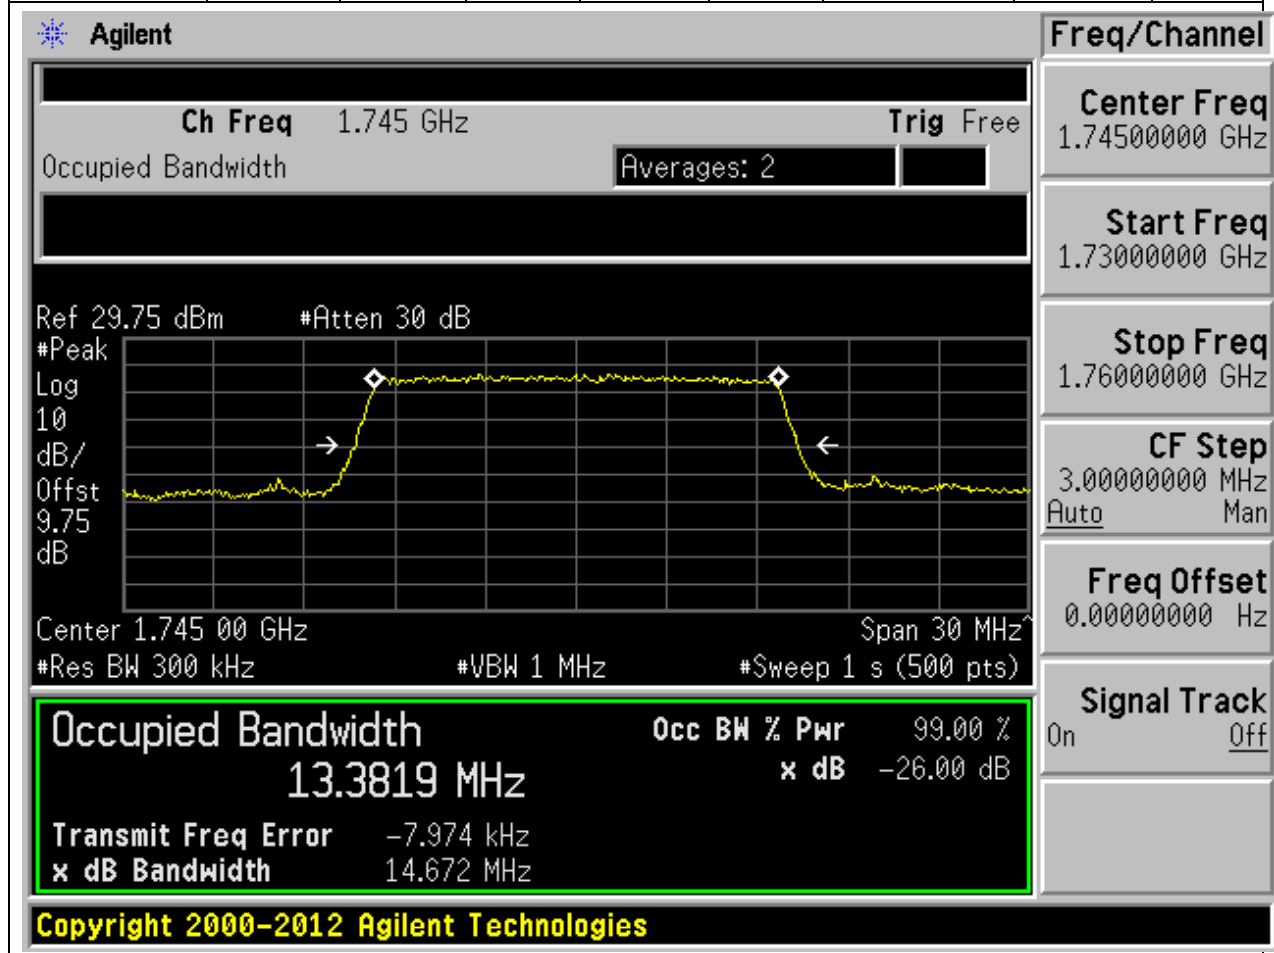 Agilent
Freq/Channel
Ch Freq 1.745 GHz Trig Free
Occupied Bandwidth Averages: 2
Center Freq
1.74500000 GHz
Start Freq
1.73000000 GHz
Stop Freq
1.76000000 GHz
CF Step
3.00000000 MHz
Auto Man
Freq Offset
0.00000000 Hz
Signal Track
On Off
Ref 29.75 dBm #Atten 30 dB
#Peak
Log
10
dB/
Offst
9.75
dB
Center 1.745 00 GHz Span 30 MHz^
#Res BW 300 kHz #VBW 1 MHz #Sweep 1 s (500 pts)
Occupied Bandwidth
13.3819 MHz
Occ BW % Pwr 99.00 %
x dB -26.00 dB
Transmit Freq Error -7.974 kHz
x dB Bandwidth 14.672 MHz
Copyright 2000-2012 Agilent Technologies